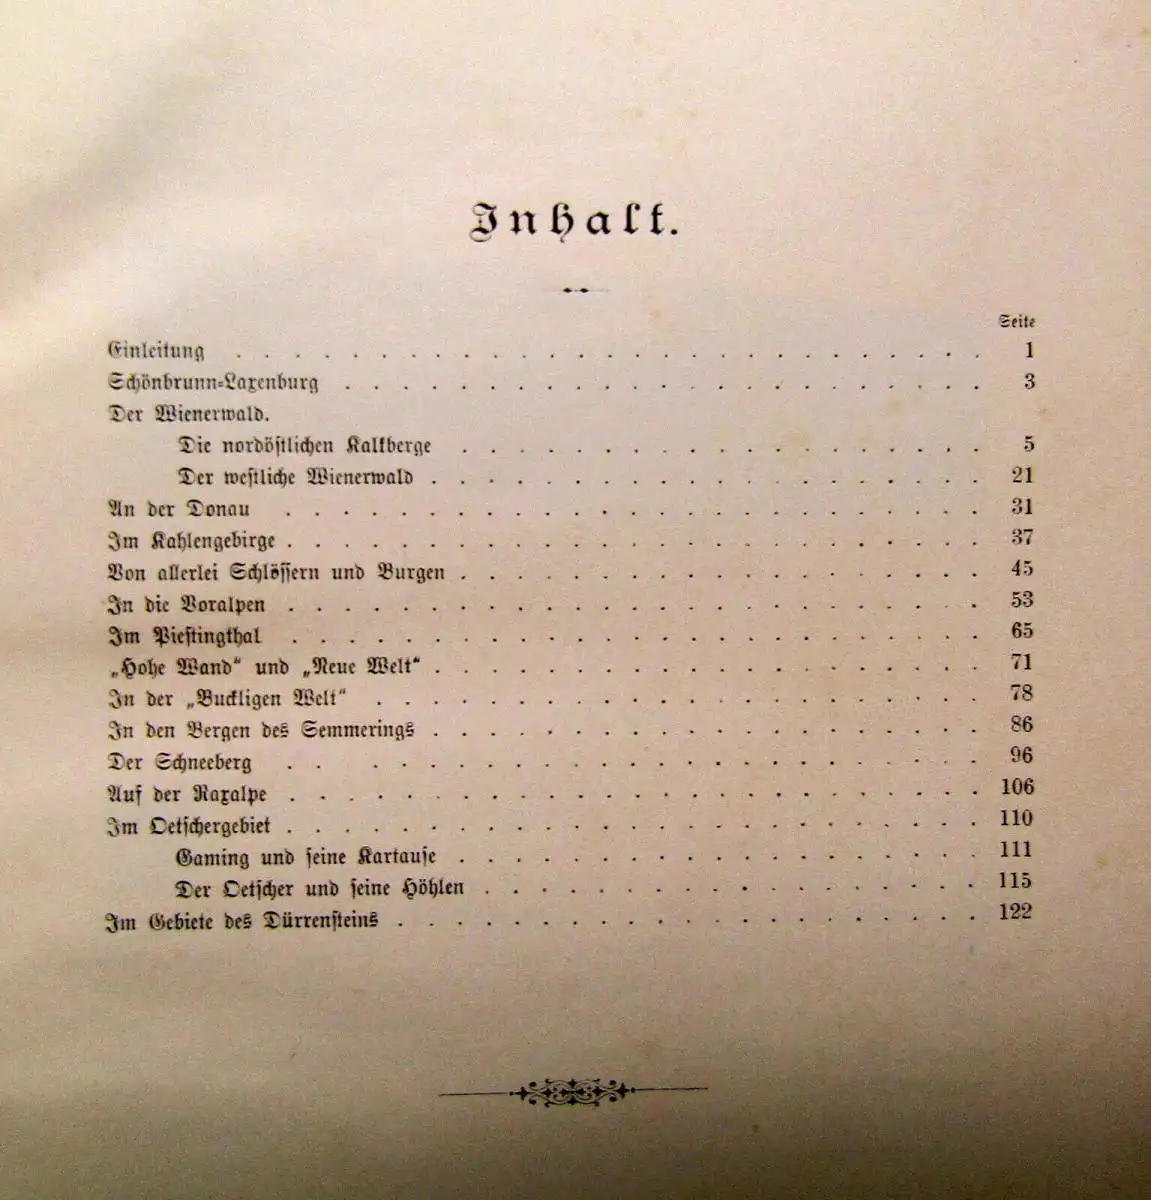 Inhalt.
Seite
Einleitung . . . . . . . . . . . . . . . . . . . . . . . . . . 1
Schönbrunn-Laxenburg . . . . . . . . . . . . . . . . . . . . . . . 3
Der Wienerwald.
Die nordöstlichen Kalkberge . . . . . . . . . . . . . . . . . . . 5
Der westliche Wienerwald . . . . . . . . . . . . . . . . . . . . 21
An der Donau . . . . . . . . . . . . . . . . . . . . . . . . . 31
Im Kahlengebirge . . . . . . . . . . . . . . . . . . . . . . . . . 37
Von allerlei Schlössern und Burgen . . . . . . . . . . . . . . . . . . . 45
In die Voralpen . . . . . . . . . . . . . . . . . . . . . . . . . 53
Im Piestingthal . . . . . . . . . . . . . . . . . . . . . . . . . 65
„Hohe Wand“ und „Neue Welt“ . . . . . . . . . . . . . . . . . . . . 71
In der „Buckligen Welt“ . . . . . . . . . . . . . . . . . . . . . . 78
In den Bergen des Semmerings . . . . . . . . . . . . . . . . . . . . 86
Der Schneeberg . . . . . . . . . . . . . . . . . . . . . . . . 96
Auf der Raxalpe . . . . . . . . . . . . . . . . . . . . . . . . . 106
Im Oetschergebiet . . . . . . . . . . . . . . . . . . . . . . . . . 110
Gaming und seine Kartause . . . . . . . . . . . . . . . . . . . 111
Der Oetscher und seine Höhlen . . . . . . . . . . . . . . . . . . 115
Im Gebiete des Dürrensteins . . . . . . . . . . . . . . . . . . . . . 122